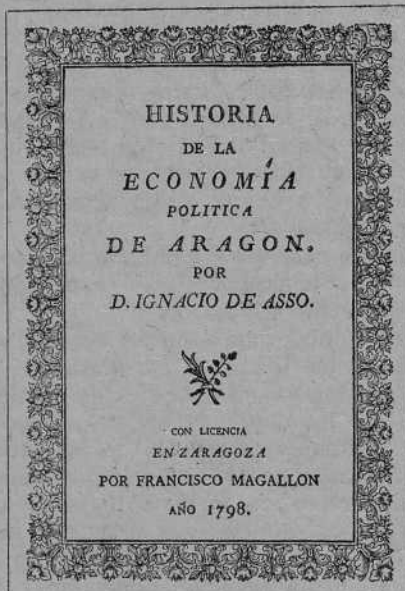 HISTORIA
DE LA
ECONOMÍA
POLITICA
DE ARAGON.
POR
D. IGNACIO DE ASSO.
CON LICENCIA
EN ZARAGOZA
POR FRANCISCO MAGALLON
AÑO 1798.